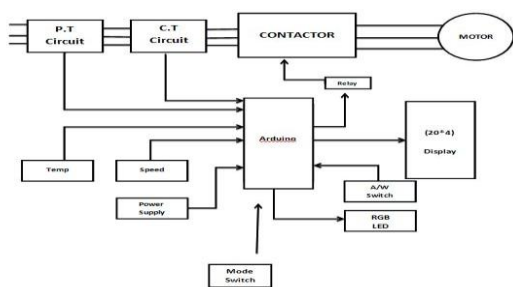 P.T
Circuit
C.T
Circuit
CONTACTOR
MOTOR
Relay
Arduino
(20*4)
Display
Temp
Speed
A/W
Switch
Power
Supply
RGB
LED
Mode
Switch